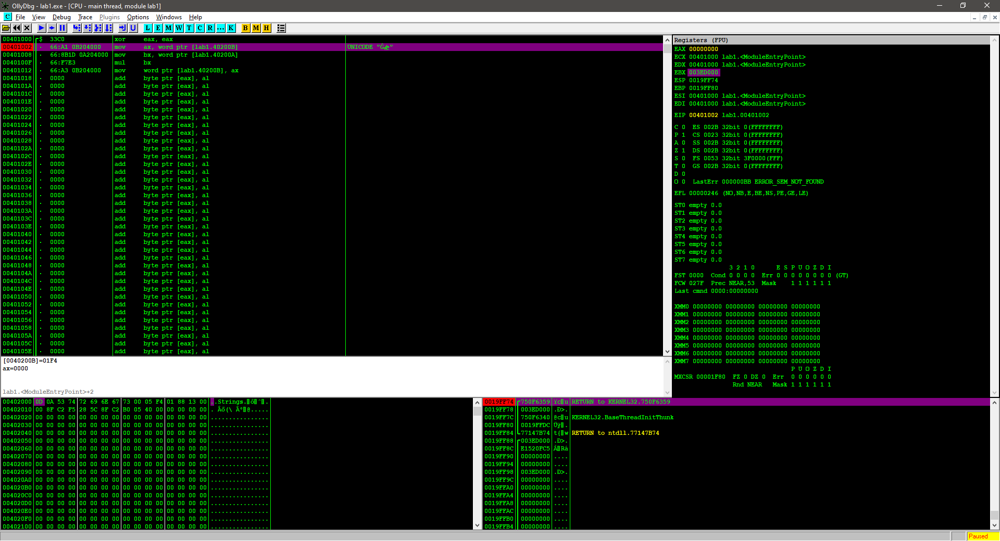 OllyDbg - lab1.exe - [CPU - main thread, module lab1]
C File View Debug Trace Plugins Options Windows Help
L E M W T C R ... K B M H
00401000 $ 33C0 xor eax, eax
00401002 . 66:A1 0B204000 mov ax, word ptr [lab1.40200B]
00401008 . 66:8B1D 0A204000 mov bx, word ptr [lab1.40200A]
0040100F . 66:F7E3 mul bx
00401012 . 66:A3 0B204000 mov word ptr [lab1.40200B], ax
00401018 . 0000 add byte ptr [eax], al
0040101A . 0000 add byte ptr [eax], al
0040101C . 0000 add byte ptr [eax], al
0040101E . 0000 add byte ptr [eax], al
00401020 . 0000 add byte ptr [eax], al
00401022 . 0000 add byte ptr [eax], al
00401024 . 0000 add byte ptr [eax], al
00401026 . 0000 add byte ptr [eax], al
00401028 . 0000 add byte ptr [eax], al
0040102A . 0000 add byte ptr [eax], al
0040102C . 0000 add byte ptr [eax], al
0040102E . 0000 add byte ptr [eax], al
00401030 . 0000 add byte ptr [eax], al
00401032 . 0000 add byte ptr [eax], al
00401034 . 0000 add byte ptr [eax], al
00401036 . 0000 add byte ptr [eax], al
00401038 . 0000 add byte ptr [eax], al
0040103A . 0000 add byte ptr [eax], al
0040103C . 0000 add byte ptr [eax], al
0040103E . 0000 add byte ptr [eax], al
00401040 . 0000 add byte ptr [eax], al
00401042 . 0000 add byte ptr [eax], al
00401044 . 0000 add byte ptr [eax], al
00401046 . 0000 add byte ptr [eax], al
00401048 . 0000 add byte ptr [eax], al
0040104A . 0000 add byte ptr [eax], al
0040104C . 0000 add byte ptr [eax], al
0040104E . 0000 add byte ptr [eax], al
00401050 . 0000 add byte ptr [eax], al
00401052 . 0000 add byte ptr [eax], al
00401054 . 0000 add byte ptr [eax], al
00401056 . 0000 add byte ptr [eax], al
00401058 . 0000 add byte ptr [eax], al
0040105A . 0000 add byte ptr [eax], al
0040105C . 0000 add byte ptr [eax], al
0040105E . 0000 add byte ptr [eax], al
UNICODE
[0040200B]=01F4
ax=0000
lab1.<ModuleEntryPoint>+2
Registers (FPU)
EAX 00000000
ECX 00401000 lab1.<ModuleEntryPoint>
EDX 00401000 lab1.<ModuleEntryPoint>
EBX 003ED000
ESP 0019FF74
EBP 0019FF80
ESI 00401000 lab1.<ModuleEntryPoint>
EDI 00401000 lab1.<ModuleEntryPoint>
EIP 00401002 lab1.00401002
C 0 ES 002B 32bit 0(FFFFFFFF)
P 1 CS 0023 32bit 0(FFFFFFFF)
A 0 SS 002B 32bit 0(FFFFFFFF)
Z 1 DS 002B 32bit 0(FFFFFFFF)
S 0 FS 0053 32bit 3F0000(FFF)
T 0 GS 002B 32bit 0(FFFFFFFF)
D 0
O 0 LastErr 000000BB ERROR_SEM_NOT_FOUND
EFL 00000246 (NO,NB,E,BE,NS,PE,GE,LE)
ST0 empty 0.0
ST1 empty 0.0
ST2 empty 0.0
ST3 empty 0.0
ST4 empty 0.0
ST5 empty 0.0
ST6 empty 0.0
ST7 empty 0.0
3 2 1 0 E S P U O Z D I
FST 0000 Cond 0 0 0 0 Err 0 0 0 0 0 0 0 0 (GT)
FCW 027F Prec NEAR,53 Mask 1 1 1 1 1 1
Last cmnd 0000:00000000
XMM0 00000000 00000000 00000000 00000000
XMM1 00000000 00000000 00000000 00000000
XMM2 00000000 00000000 00000000 00000000
XMM3 00000000 00000000 00000000 00000000
XMM4 00000000 00000000 00000000 00000000
XMM5 00000000 00000000 00000000 00000000
XMM6 00000000 00000000 00000000 00000000
XMM7 00000000 00000000 00000000 00000000
P U O Z D I
MXCSR 00001F80 FZ 0 DZ 0 Err 0 0 0 0 0 0
Rnd NEAR Mask 1 1 1 1 1 1
00402000 0D 0A 53 74 72 69 6E 67 73 00 05 F4 01 88 13 00
00402010 00 8F C2 F5 28 5C 8F C2 B0 05 40 00 00 00 00 00
00402020 00 00 00 00 00 00 00 00 00 00 00 00 00 00 00 00 ................
00402030 00 00 00 00 00 00 00 00 00 00 00 00 00 00 00 00 ................
00402040 00 00 00 00 00 00 00 00 00 00 00 00 00 00 00 00 ................
00402050 00 00 00 00 00 00 00 00 00 00 00 00 00 00 00 00 ................
00402060 00 00 00 00 00 00 00 00 00 00 00 00 00 00 00 00 ................
00402070 00 00 00 00 00 00 00 00 00 00 00 00 00 00 00 00 ................
00402080 00 00 00 00 00 00 00 00 00 00 00 00 00 00 00 00 ................
00402090 00 00 00 00 00 00 00 00 00 00 00 00 00 00 00 00 ................
004020A0 00 00 00 00 00 00 00 00 00 00 00 00 00 00 00 00 ................
004020B0 00 00 00 00 00 00 00 00 00 00 00 00 00 00 00 00 ................
004020C0 00 00 00 00 00 00 00 00 00 00 00 00 00 00 00 00 ................
004020D0 00 00 00 00 00 00 00 00 00 00 00 00 00 00 00 00 ................
004020E0 00 00 00 00 00 00 00 00 00 00 00 00 00 00 00 00 ................
004020F0 00 00 00 00 00 00 00 00 00 00 00 00 00 00 00 00 ................
00402100 00 00 00 00 00 00 00 00 00 00 00 00 00 00 00 00 ................
0019FF74 750F6359 RETURN to KERNEL32.750F6359
0019FF78 003ED000 .Ð>.
0019FF7C 750F6340 KERNEL32.BaseThreadInitThunk
0019FF80 0019FFDC
0019FF84 77147B74 RETURN to ntdll.77147B74
0019FF88 003ED000 .Ð>.
0019FF8C E1520FC5
0019FF90 00000000 ....
0019FF94 00000000 ....
0019FF98 003ED000 .Ð>.
0019FF9C 00000000 ....
0019FFA0 00000000 ....
0019FFA4 00000000 ....
0019FFA8 00000000 ....
0019FFAC 00000000 ....
0019FFB0 00000000 ....
0019FFB4 00000000 ....
Paused